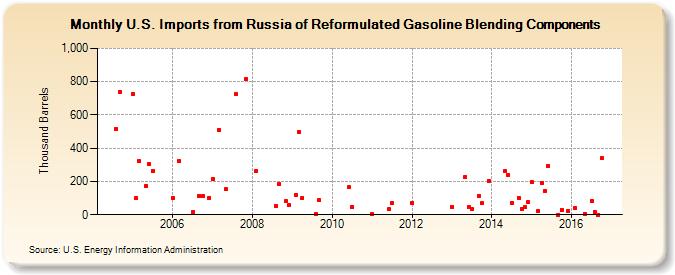 Monthly U.S. Imports from Russia of Reformulated Gasoline Blending Components
Thousand Barrels
1,000
800
600
400
200
0
2006 2008 2010 2012 2014 2016
Source: U.S. Energy Information Administration